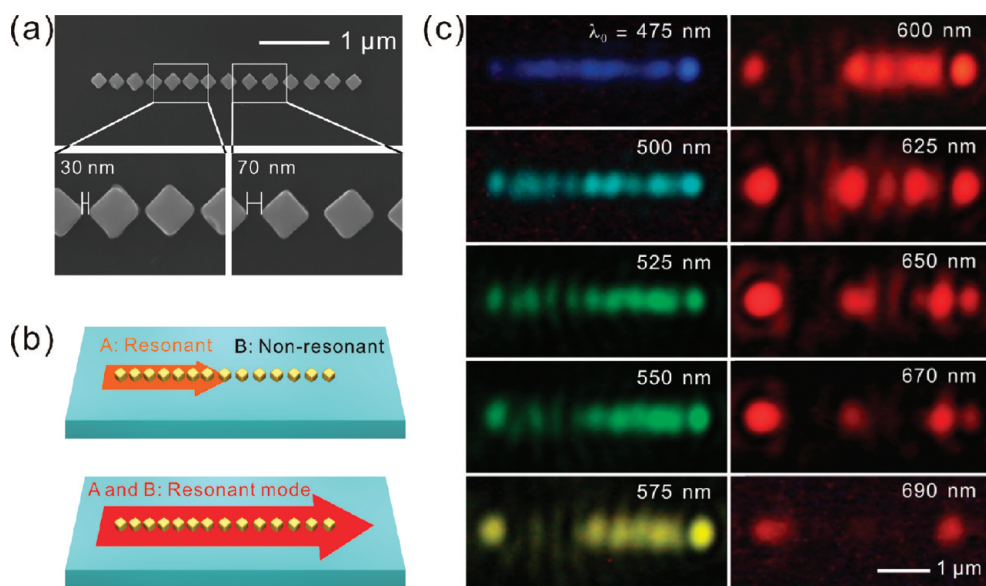 (a)
1 µm
30 nm
70 nm
(b)
A: Resonant
B: Non-resonant
A and B: Resonant mode
(c)
λ₀ = 475 nm
600 nm
500 nm
625 nm
525 nm
650 nm
550 nm
670 nm
575 nm
690 nm
1 µm